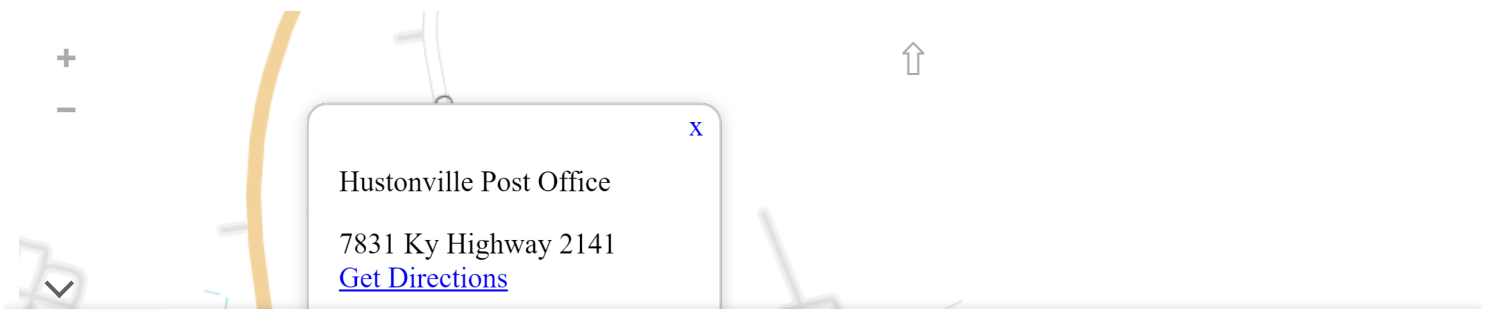 +
−
x
Hustonville Post Office
7831 Ky Highway 2141
Get Directions